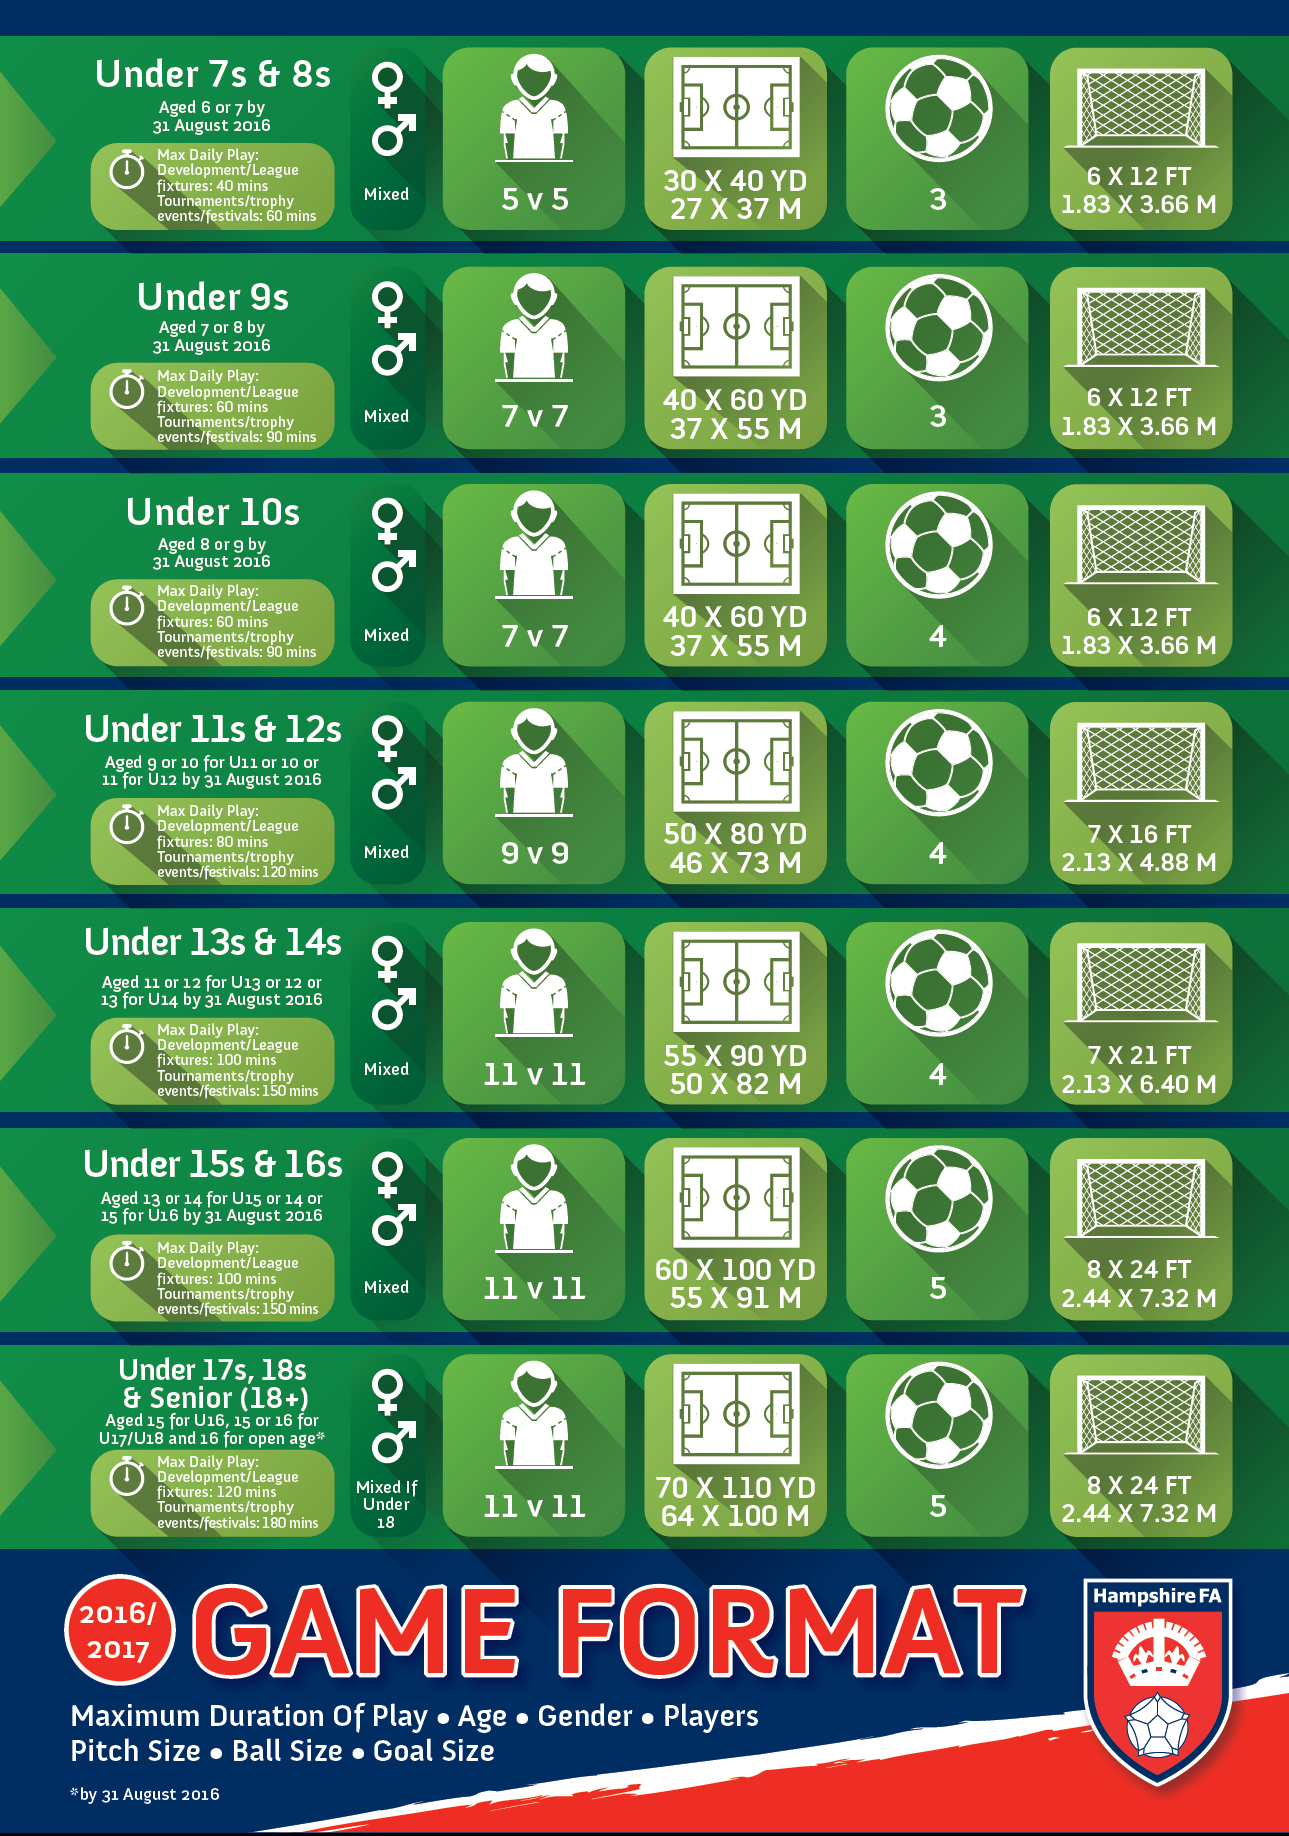 Under 7s & 8s
Aged 6 or 7 by
31 August 2016
Max Daily Play:
Development/League
fixtures: 40 mins
Tournaments/trophy
events/festivals: 60 mins
Mixed
5 v 5
30 X 40 YD
27 X 37 M
3
6 X 12 FT
1.83 X 3.66 M
Under 9s
Aged 7 or 8 by
31 August 2016
Max Daily Play:
Development/League
fixtures: 60 mins
Tournaments/trophy
events/festivals: 90 mins
Mixed
7 v 7
40 X 60 YD
37 X 55 M
3
6 X 12 FT
1.83 X 3.66 M
Under 10s
Aged 8 or 9 by
31 August 2016
Max Daily Play:
Development/League
fixtures: 60 mins
Tournaments/trophy
events/festivals: 90 mins
Mixed
7 v 7
40 X 60 YD
37 X 55 M
4
6 X 12 FT
1.83 X 3.66 M
Under 11s & 12s
Aged 9 or 10 for U11 or 10 or
11 for U12 by 31 August 2016
Max Daily Play:
Development/League
fixtures: 80 mins
Tournaments/trophy
events/festivals: 120 mins
Mixed
9 v 9
50 X 80 YD
46 X 73 M
4
7 X 16 FT
2.13 X 4.88 M
Under 13s & 14s
Aged 11 or 12 for U13 or 12 or
13 for U14 by 31 August 2016
Max Daily Play:
Development/League
fixtures: 100 mins
Tournaments/trophy
events/festivals: 150 mins
Mixed
11 v 11
55 X 90 YD
50 X 82 M
4
7 X 21 FT
2.13 X 6.40 M
Under 15s & 16s
Aged 13 or 14 for U15 or 14 or
15 for U16 by 31 August 2016
Max Daily Play:
Development/League
fixtures: 100 mins
Tournaments/trophy
events/festivals: 150 mins
Mixed
11 v 11
60 X 100 YD
55 X 91 M
5
8 X 24 FT
2.44 X 7.32 M
Under 17s, 18s
& Senior (18+)
Aged 15 for U16, 15 or 16 for
U17/U18 and 16 for open age*
Max Daily Play:
Development/League
fixtures: 120 mins
Tournaments/trophy
events/festivals: 180 mins
Mixed If
Under
18
11 v 11
70 X 110 YD
64 X 100 M
5
8 X 24 FT
2.44 X 7.32 M
2016/
2017
GAME FORMAT
Hampshire FA
Maximum Duration Of Play • Age • Gender • Players
Pitch Size • Ball Size • Goal Size
*by 31 August 2016